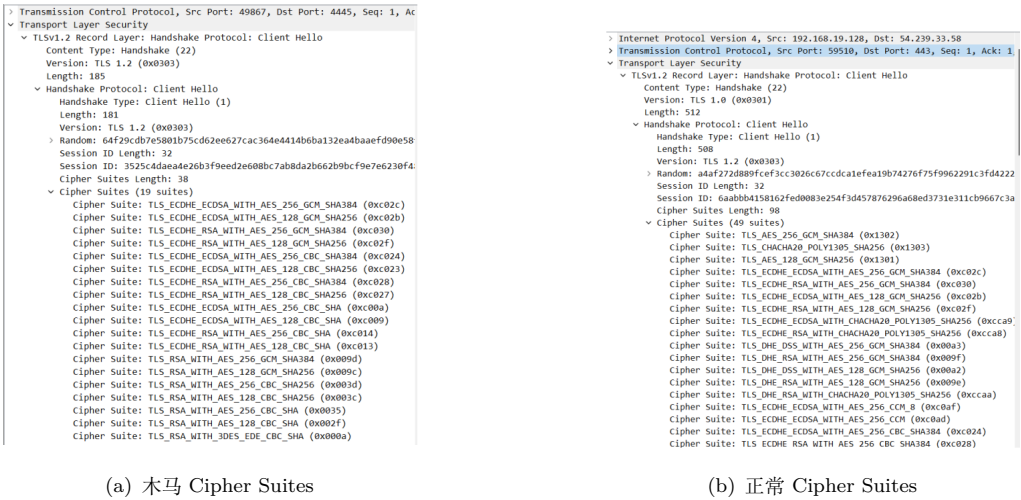 Transmission Control Protocol, Src Port: 49867, Dst Port: 4445, Seq: 1, Ac
Transport Layer Security
TLSv1.2 Record Layer: Handshake Protocol: Client Hello
Content Type: Handshake (22)
Version: TLS 1.2 (0x0303)
Length: 185
Handshake Protocol: Client Hello
Handshake Type: Client Hello (1)
Length: 181
Version: TLS 1.2 (0x0303)
Random: 64f29cdb7e5801b75cd62ee627cac364e4414b6ba132ea4baaefd90e58
Session ID Length: 32
Session ID: 3525c4daea4e26b3f9eed2e608bc7ab8da2b662b9bcf9e7e6230f4
Cipher Suites Length: 38
Cipher Suites (19 suites)
Cipher Suite: TLS_ECDHE_ECDSA_WITH_AES_256_GCM_SHA384 (0xc02c)
Cipher Suite: TLS_ECDHE_ECDSA_WITH_AES_128_GCM_SHA256 (0xc02b)
Cipher Suite: TLS_ECDHE_RSA_WITH_AES_256_GCM_SHA384 (0xc030)
Cipher Suite: TLS_ECDHE_RSA_WITH_AES_128_GCM_SHA256 (0xc02f)
Cipher Suite: TLS_ECDHE_ECDSA_WITH_AES_256_CBC_SHA384 (0xc024)
Cipher Suite: TLS_ECDHE_ECDSA_WITH_AES_128_CBC_SHA256 (0xc023)
Cipher Suite: TLS_ECDHE_RSA_WITH_AES_256_CBC_SHA384 (0xc028)
Cipher Suite: TLS_ECDHE_RSA_WITH_AES_128_CBC_SHA256 (0xc027)
Cipher Suite: TLS_ECDHE_ECDSA_WITH_AES_256_CBC_SHA (0xc00a)
Cipher Suite: TLS_ECDHE_ECDSA_WITH_AES_128_CBC_SHA (0xc009)
Cipher Suite: TLS_ECDHE_RSA_WITH_AES_256_CBC_SHA (0xc014)
Cipher Suite: TLS_ECDHE_RSA_WITH_AES_128_CBC_SHA (0xc013)
Cipher Suite: TLS_RSA_WITH_AES_256_GCM_SHA384 (0x009d)
Cipher Suite: TLS_RSA_WITH_AES_128_GCM_SHA256 (0x009c)
Cipher Suite: TLS_RSA_WITH_AES_256_CBC_SHA256 (0x003d)
Cipher Suite: TLS_RSA_WITH_AES_128_CBC_SHA256 (0x003c)
Cipher Suite: TLS_RSA_WITH_AES_256_CBC_SHA (0x0035)
Cipher Suite: TLS_RSA_WITH_AES_128_CBC_SHA (0x002f)
Cipher Suite: TLS_RSA_WITH_3DES_EDE_CBC_SHA (0x000a)
(a) 木马 Cipher Suites
Internet Protocol Version 4, Src: 192.168.19.128, Dst: 54.239.33.58
Transmission Control Protocol, Src Port: 59510, Dst Port: 443, Seq: 1, Ack: 1,
Transport Layer Security
TLSv1.2 Record Layer: Handshake Protocol: Client Hello
Content Type: Handshake (22)
Version: TLS 1.0 (0x0301)
Length: 512
Handshake Protocol: Client Hello
Handshake Type: Client Hello (1)
Length: 508
Version: TLS 1.2 (0x0303)
Random: a4af272d889fcef3cc3026c67ccdca1efea19b74276f75f9962291c3fd4222
Session ID Length: 32
Session ID: 6aabbb4158162fed0083e254f3d457876296a68ed3731e311cb9667c3a
Cipher Suites Length: 98
Cipher Suites (49 suites)
Cipher Suite: TLS_AES_256_GCM_SHA384 (0x1302)
Cipher Suite: TLS_CHACHA20_POLY1305_SHA256 (0x1303)
Cipher Suite: TLS_AES_128_GCM_SHA256 (0x1301)
Cipher Suite: TLS_ECDHE_ECDSA_WITH_AES_256_GCM_SHA384 (0xc02c)
Cipher Suite: TLS_ECDHE_RSA_WITH_AES_256_GCM_SHA384 (0xc030)
Cipher Suite: TLS_ECDHE_ECDSA_WITH_AES_128_GCM_SHA256 (0xc02b)
Cipher Suite: TLS_ECDHE_RSA_WITH_AES_128_GCM_SHA256 (0xc02f)
Cipher Suite: TLS_ECDHE_ECDSA_WITH_CHACHA20_POLY1305_SHA256 (0xcca9)
Cipher Suite: TLS_ECDHE_RSA_WITH_CHACHA20_POLY1305_SHA256 (0xcca8)
Cipher Suite: TLS_DHE_DSS_WITH_AES_256_GCM_SHA384 (0x00a3)
Cipher Suite: TLS_DHE_RSA_WITH_AES_256_GCM_SHA384 (0x009f)
Cipher Suite: TLS_DHE_DSS_WITH_AES_128_GCM_SHA256 (0x00a2)
Cipher Suite: TLS_DHE_RSA_WITH_AES_128_GCM_SHA256 (0x009e)
Cipher Suite: TLS_DHE_RSA_WITH_CHACHA20_POLY1305_SHA256 (0xccaa)
Cipher Suite: TLS_ECDHE_ECDSA_WITH_AES_256_CCM_8 (0xc0af)
Cipher Suite: TLS_ECDHE_ECDSA_WITH_AES_256_CCM (0xc0ad)
Cipher Suite: TLS_ECDHE_ECDSA_WITH_AES_256_CBC_SHA384 (0xc024)
Cipher Suite: TLS_ECDHE_RSA_WITH_AES_256_CBC_SHA384 (0xc028)
(b) 正常 Cipher Suites